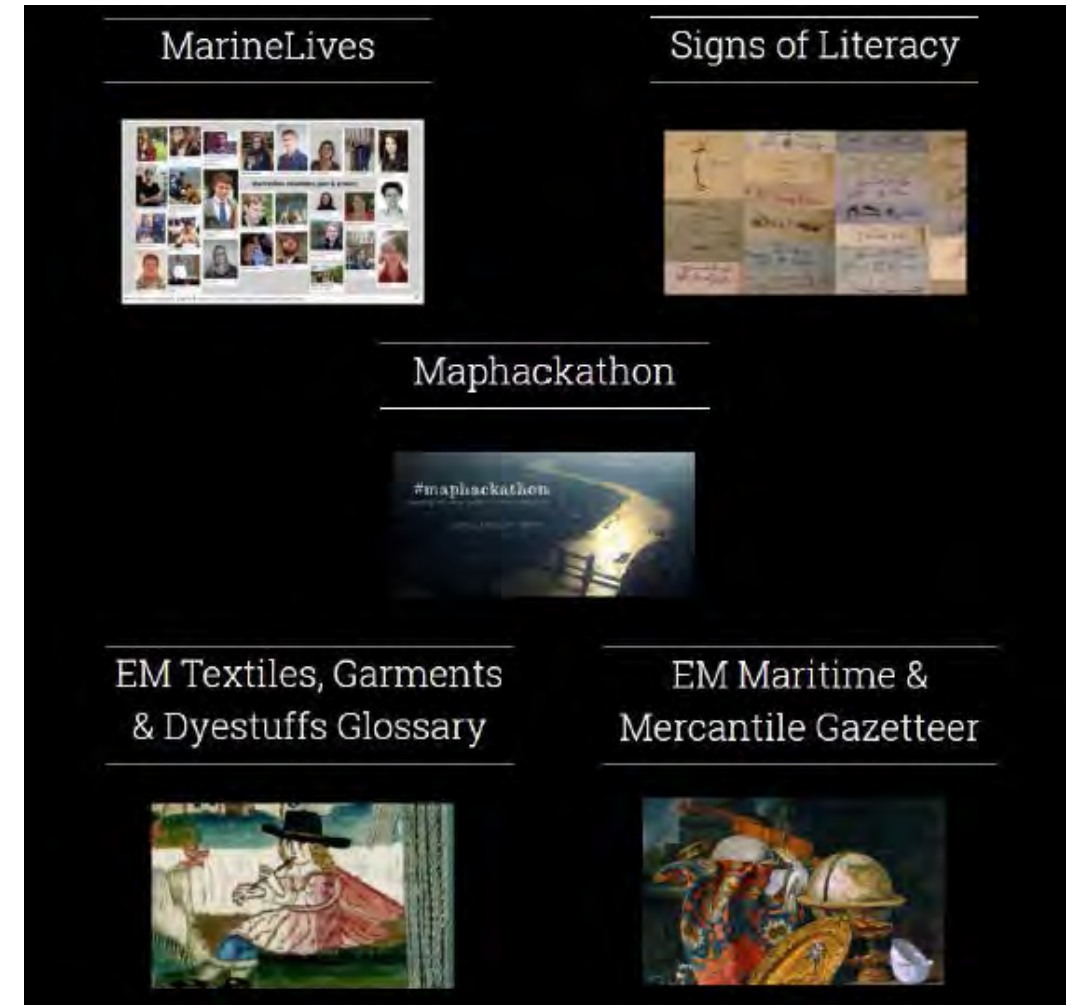 MarineLives
Signs of Literacy
Maphackathon
#maphackathon
EM Textiles, Garments
& Dyestuffs Glossary
EM Maritime &
Mercantile Gazetteer